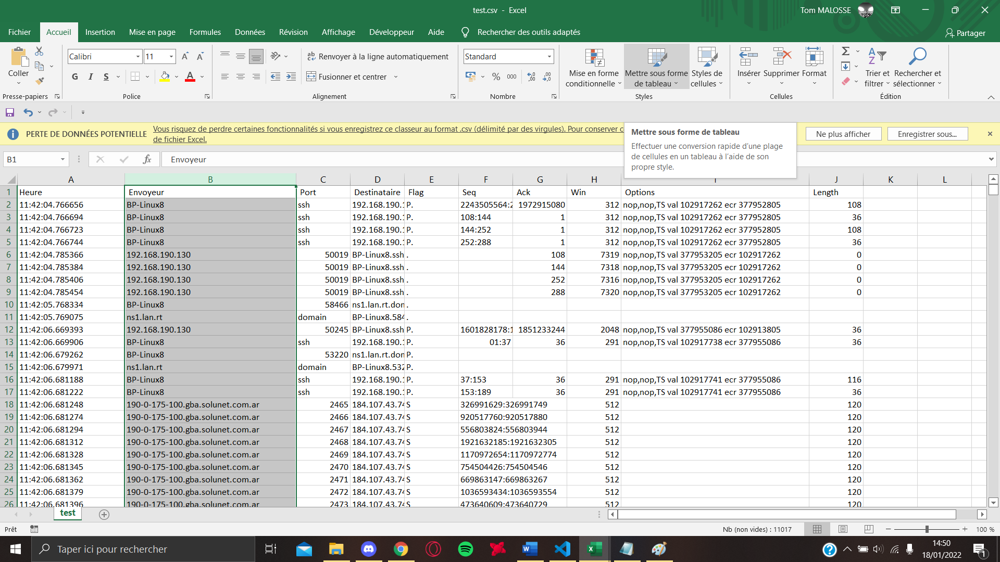 test.csv - Excel
Tom MALOSSE
Fichier Accueil Insertion Mise en page Formules Données Révision Affichage Développeur Aide Rechercher des outils adaptés Partager
Coller
Calibri 11
Renvoyer à la ligne automatiquement
Standard
G I S
Fusionner et centrer
% 000
Mise en forme conditionnelle
Mettre sous forme de tableau
Styles de cellules
Insérer Supprimer Format
Trier et filtrer
Rechercher et sélectionner
Presse-papiers Police Alignement Nombre Styles Cellules Édition
PERTE DE DONNÉES POTENTIELLE
Vous risquez de perdre certaines fonctionnalités si vous enregistrez ce classeur au format .csv (délimité par des virgules). Pour conserver
de fichier Excel.
Ne plus afficher
Enregistrer sous...
Mettre sous forme de tableau
Effectuer une conversion rapide d'une plage
de cellules en un tableau à l'aide de son
propre style.
B1 fx Envoyeur
A B C D E F G H I J K L
1 Heure Envoyeur Port Destinataire Flag Seq Ack Win Options Length
2 11:42:04.766656 BP-Linux8 ssh 192.168.190.1 P. 2243505564:2 1972915080 312 nop,nop,TS val 102917262 ecr 377952805 108
3 11:42:04.766694 BP-Linux8 ssh 192.168.190.1 P. 108:144 1 312 nop,nop,TS val 102917262 ecr 377952805 36
4 11:42:04.766723 BP-Linux8 ssh 192.168.190.1 P. 144:252 1 312 nop,nop,TS val 102917262 ecr 377952805 108
5 11:42:04.766744 BP-Linux8 ssh 192.168.190.1 P. 252:288 1 312 nop,nop,TS val 102917262 ecr 377952805 36
6 11:42:04.785366 192.168.190.130 50019 BP-Linux8.ssh . 108 7319 nop,nop,TS val 377953205 ecr 102917262 0
7 11:42:04.785384 192.168.190.130 50019 BP-Linux8.ssh . 144 7318 nop,nop,TS val 377953205 ecr 102917262 0
8 11:42:04.785406 192.168.190.130 50019 BP-Linux8.ssh . 252 7316 nop,nop,TS val 377953205 ecr 102917262 0
9 11:42:04.785454 192.168.190.130 50019 BP-Linux8.ssh . 288 7320 nop,nop,TS val 377953205 ecr 102917262 0
10 11:42:05.768334 BP-Linux8 58466 ns1.lan.rt.don .
11 11:42:05.769075 ns1.lan.rt domain BP-Linux8.584 .
12 11:42:06.669393 192.168.190.130 50245 BP-Linux8.ssh P. 1601828178:1 1851233244 2048 nop,nop,TS val 377955086 ecr 102913805 36
13 11:42:06.669906 BP-Linux8 ssh 192.168.190.1 P. 01:37 36 291 nop,nop,TS val 102917738 ecr 377955086 36
14 11:42:06.679262 BP-Linux8 53220 ns1.lan.rt.don P.
15 11:42:06.679971 ns1.lan.rt domain BP-Linux8.532 P.
16 11:42:06.681188 BP-Linux8 ssh 192.168.190.1 P. 37:153 36 291 nop,nop,TS val 102917741 ecr 377955086 116
17 11:42:06.681222 BP-Linux8 ssh 192.168.190.1 P. 153:189 36 291 nop,nop,TS val 102917741 ecr 377955086 36
18 11:42:06.681248 190-0-175-100.gba.solunet.com.ar 2465 184.107.43.74 S 326991629:326991749 512 120
19 11:42:06.681274 190-0-175-100.gba.solunet.com.ar 2466 184.107.43.74 S 920517760:920517880 512 120
20 11:42:06.681294 190-0-175-100.gba.solunet.com.ar 2467 184.107.43.74 S 556803824:556803944 512 120
21 11:42:06.681312 190-0-175-100.gba.solunet.com.ar 2468 184.107.43.74 S 1921632185:1921632305 512 120
22 11:42:06.681328 190-0-175-100.gba.solunet.com.ar 2469 184.107.43.74 S 1170972654:1170972774 512 120
23 11:42:06.681345 190-0-175-100.gba.solunet.com.ar 2470 184.107.43.74 S 754504426:754504546 512 120
24 11:42:06.681362 190-0-175-100.gba.solunet.com.ar 2471 184.107.43.74 S 669863147:669863267 512 120
25 11:42:06.681379 190-0-175-100.gba.solunet.com.ar 2472 184.107.43.74 S 1036593434:1036593554 512 120
26 11:42:06.681396 190-0-175-100.gba.solunet.com.ar 2473 184.107.43.74 S 473640609:473640729 512 120
test
Prêt
Nb (non vides) : 11017
100 %
Taper ici pour rechercher
14:50
18/01/2022
1